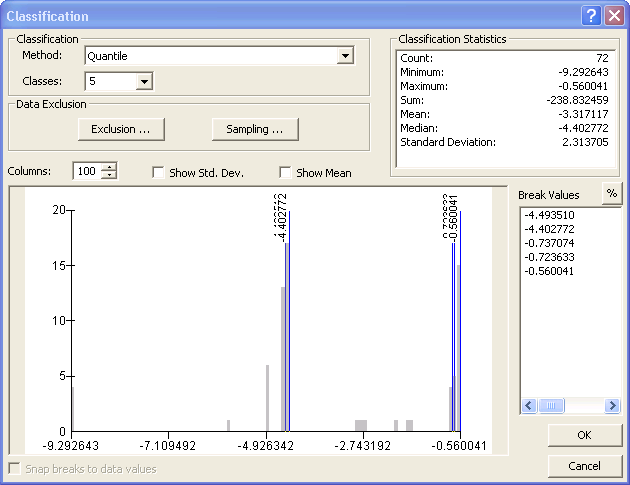 Classification
Classification
Method: Quantile
Classes: 5
Data Exclusion
Exclusion ...
Sampling ...
Classification Statistics
Count: 72
Minimum: -9.292643
Maximum: -0.560041
Sum: -238.832459
Mean: -3.317117
Median: -4.402772
Standard Deviation: 2.313705
Columns: 100
Show Std. Dev.
Show Mean
%
Break Values
-4.493510
-4.402772
-0.737074
-0.723633
-0.560041
-4.402772
-0.560041
20
15
10
5
0
-9.292643 -7.109492 -4.926342 -2.743192 -0.560041
Snap breaks to data values
OK
Cancel